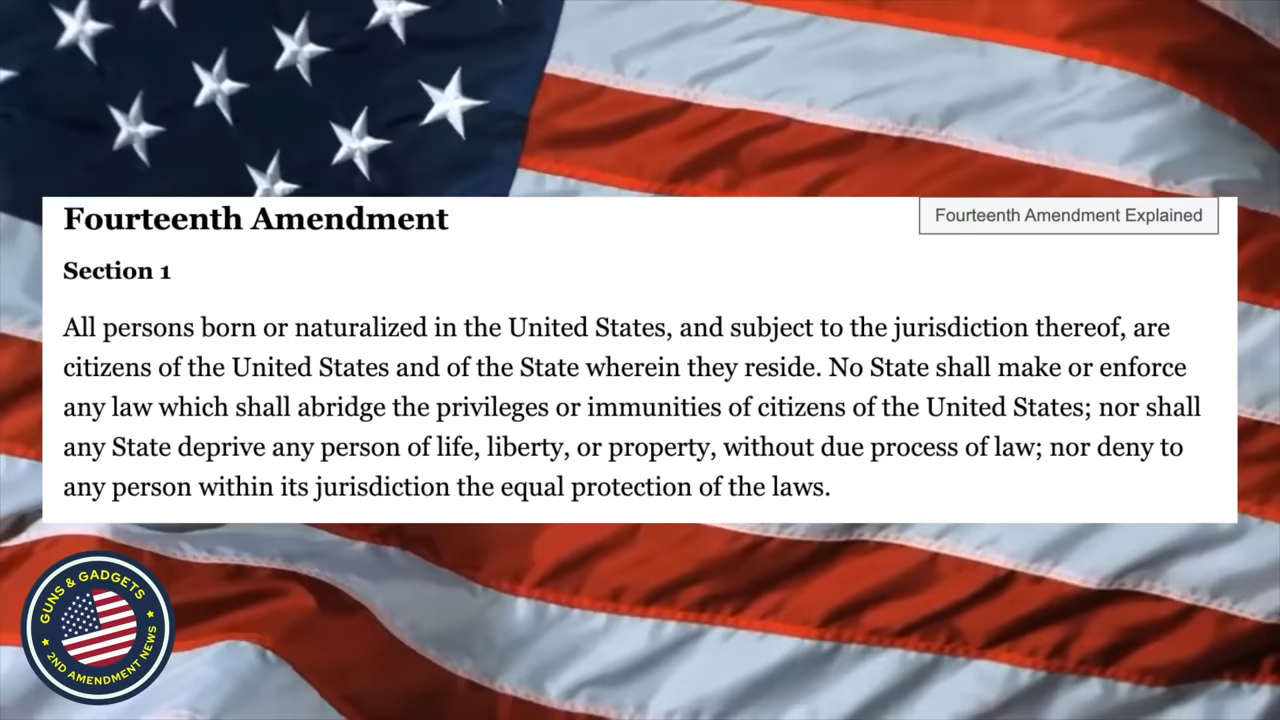 Fourteenth Amendment
Fourteenth Amendment Explained
Section 1
All persons born or naturalized in the United States, and subject to the jurisdiction thereof, are
citizens of the United States and of the State wherein they reside. No State shall make or enforce
any law which shall abridge the privileges or immunities of citizens of the United States; nor shall
any State deprive any person of life, liberty, or property, without due process of law; nor deny to
any person within its jurisdiction the equal protection of the laws.
GUNS & GADGETS
2ND AMENDMENT NEWS